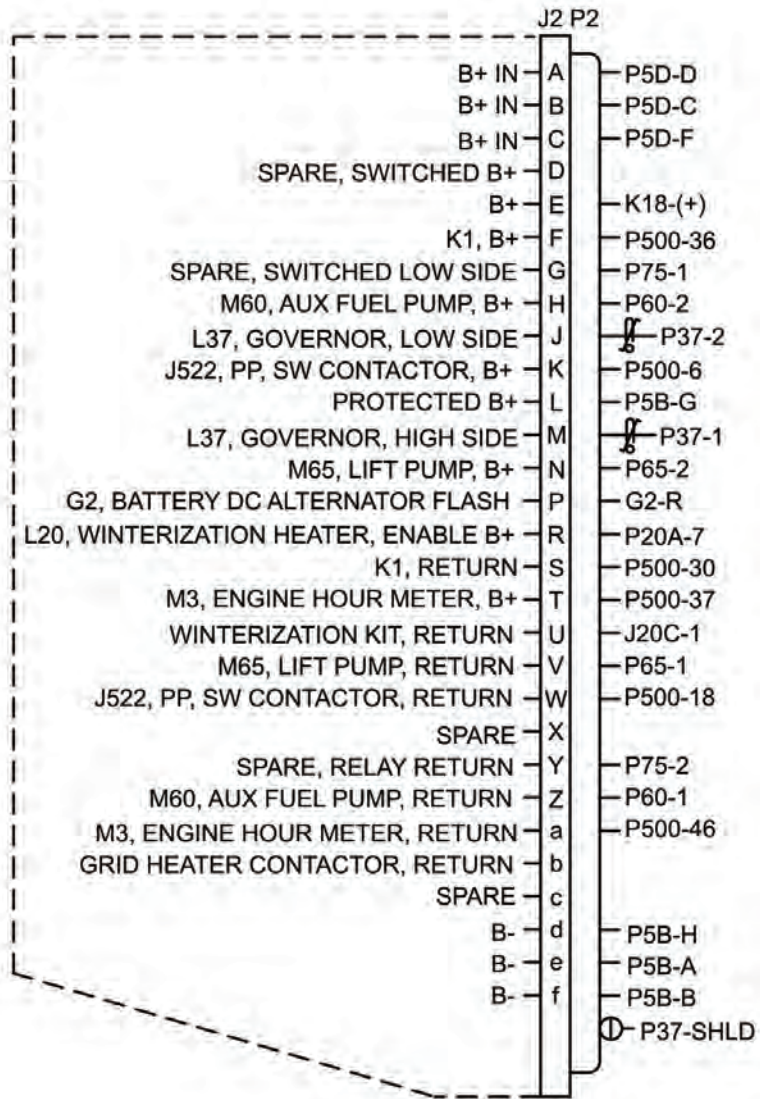 J2 P2
B+ IN A P5D-D
B+ IN B P5D-C
B+ IN C P5D-F
SPARE, SWITCHED B+ D
B+ E K18-(+)
K1, B+ F P500-36
SPARE, SWITCHED LOW SIDE G P75-1
M60, AUX FUEL PUMP, B+ H P60-2
L37, GOVERNOR, LOW SIDE J P37-2
J522, PP, SW CONTACTOR, B+ K P500-6
PROTECTED B+ L P5B-G
L37, GOVERNOR, HIGH SIDE M P37-1
M65, LIFT PUMP, B+ N P65-2
G2, BATTERY DC ALTERNATOR FLASH P G2-R
L20, WINTERIZATION HEATER, ENABLE B+ R P20A-7
K1, RETURN S P500-30
M3, ENGINE HOUR METER, B+ T P500-37
WINTERIZATION KIT, RETURN U J20C-1
M65, LIFT PUMP, RETURN V P65-1
J522, PP, SW CONTACTOR, RETURN W P500-18
SPARE X
SPARE, RELAY RETURN Y P75-2
M60, AUX FUEL PUMP, RETURN Z P60-1
M3, ENGINE HOUR METER, RETURN a P500-46
GRID HEATER CONTACTOR, RETURN b
SPARE c
B- d P5B-H
B- e P5B-A
B- f P5B-B
P37-SHLD